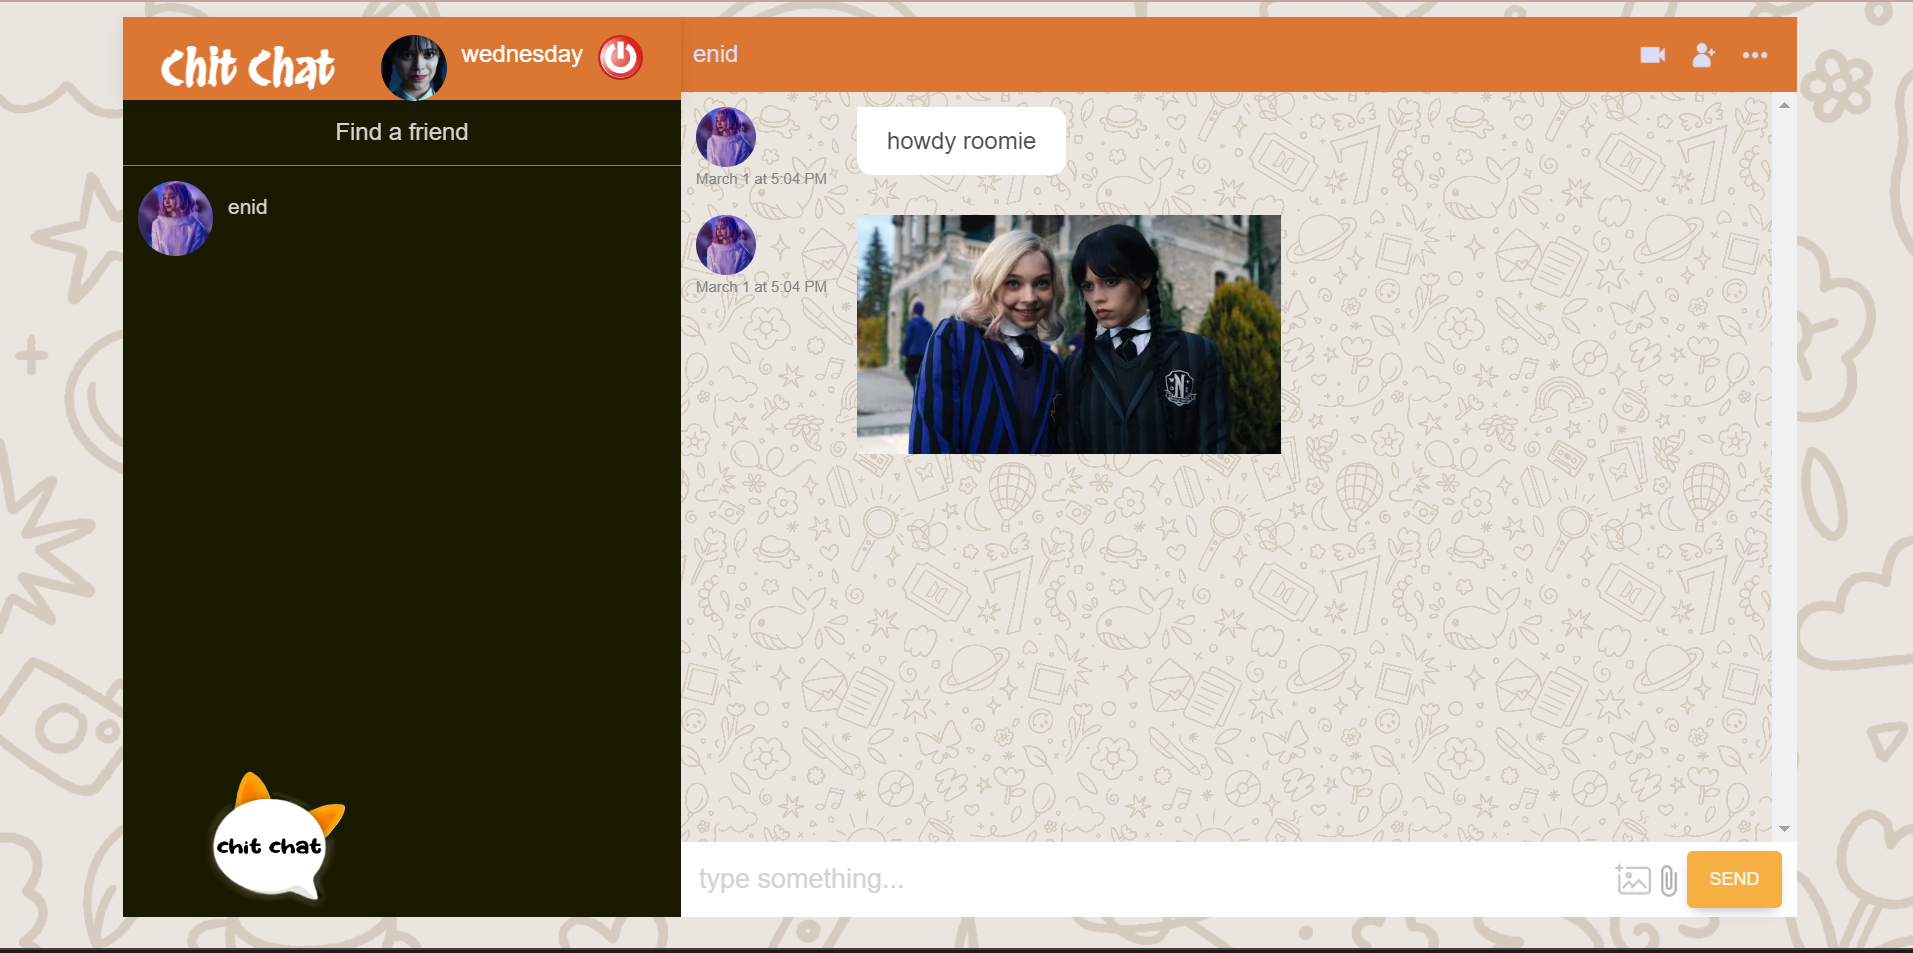 Chit Chat
wednesday
Find a friend
enid
chit chat
enid
howdy roomie
March 1 at 5:04 PM
March 1 at 5:04 PM
N
type something...
SEND